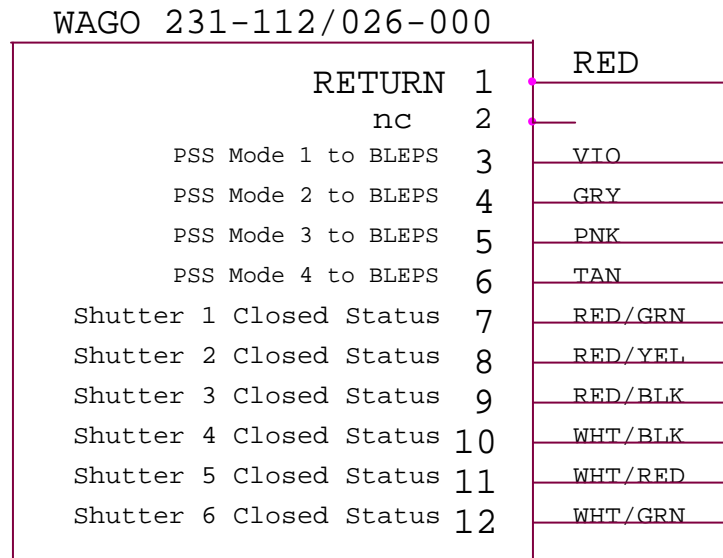 WAGO 231-112/026-000
RETURN 1 RED
nc 2
PSS Mode 1 to BLEPS 3 VIO
PSS Mode 2 to BLEPS 4 GRY
PSS Mode 3 to BLEPS 5 PNK
PSS Mode 4 to BLEPS 6 TAN
Shutter 1 Closed Status 7 RED/GRN
Shutter 2 Closed Status 8 RED/YEL
Shutter 3 Closed Status 9 RED/BLK
Shutter 4 Closed Status 10 WHT/BLK
Shutter 5 Closed Status 11 WHT/RED
Shutter 6 Closed Status 12 WHT/GRN